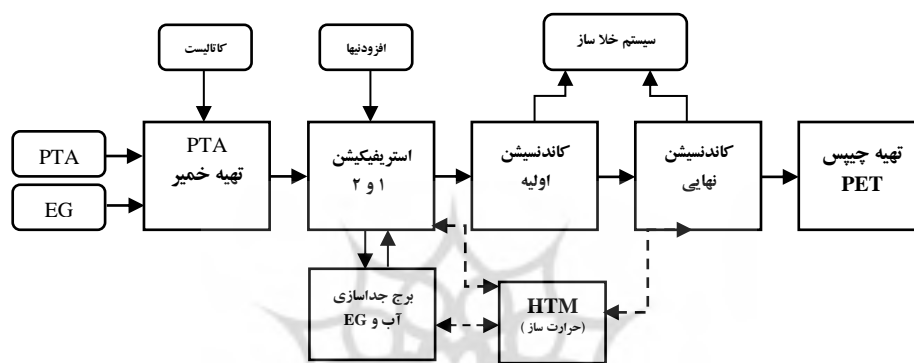 کاتالیست
افزودنیها
سیستم خلا ساز
PTA
EG
PTA
تهیه خمیر
استریفیکیشن
۱ و ۲
کاندنسیشن
اولیه
کاندنسیشن
نهایی
تهیه چیپس
PET
برج جداسازی
آب و EG
HTM
(حرارت ساز)